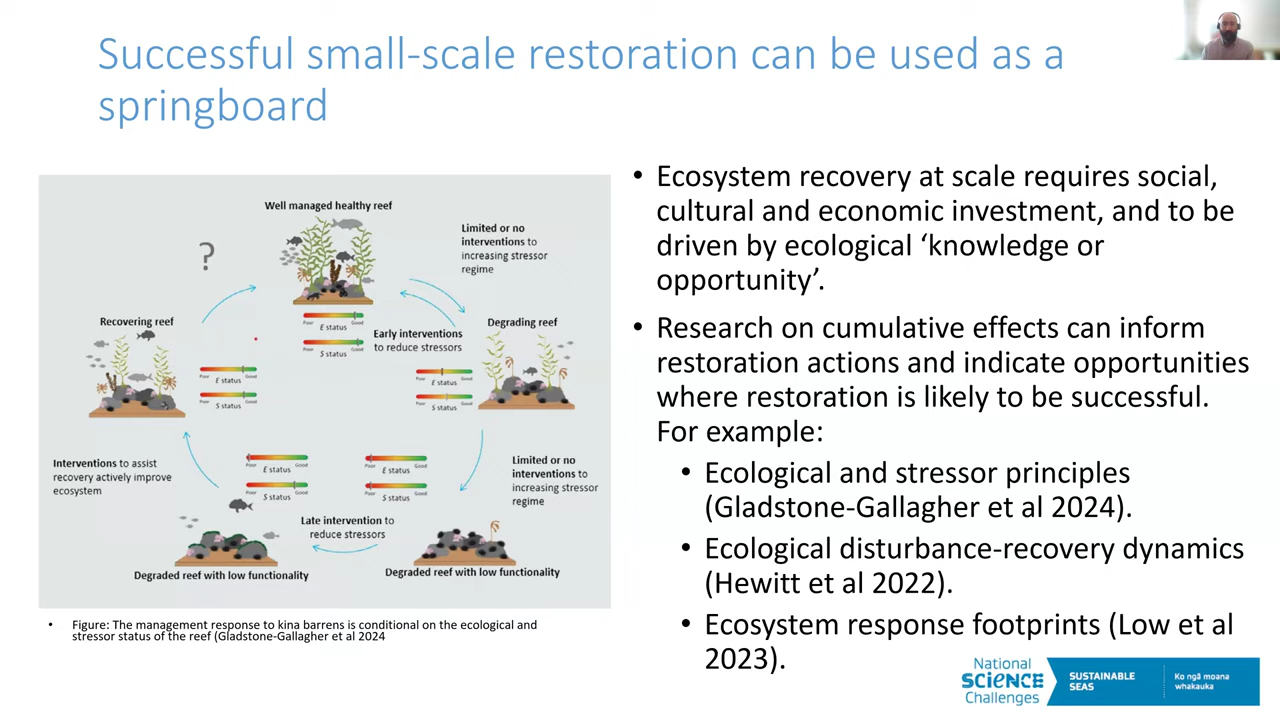 Successful small-scale restoration can be used as a
springboard
Well managed healthy reef
Limited or no
interventions to
increasing stressor
regime
?
Poor
Good
E status
Poor
Good
S status
Early interventions
to reduce stressors
Degrading reef
Poor
Good
E status
Poor
Good
S status
Recovering reef
Poor
Good
E status
Poor
Good
S status
Interventions to assist
recovery actively improve
ecosystem
Poor
Good
E status
Poor
Good
S status
Poor
Good
E status
Poor
Good
S status
Limited or no
interventions to
increasing stressor
regime
Late intervention to
reduce stressors
Degraded reef with low functionality
Degraded reef with low functionality
• Figure: The management response to kina barrens is conditional on the ecological and
stressor status of the reef (Gladstone-Gallagher et al 2024
• Ecosystem recovery at scale requires social,
cultural and economic investment, and to be
driven by ecological ‘knowledge or
opportunity’.
• Research on cumulative effects can inform
restoration actions and indicate opportunities
where restoration is likely to be successful.
For example:
• Ecological and stressor principles
(Gladstone-Gallagher et al 2024).
• Ecological disturbance-recovery dynamics
(Hewitt et al 2022).
• Ecosystem response footprints (Low et al
2023).
National
SCIENCE
Challenges
SUSTAINABLE
SEAS
Ko ngā moana
whakauka